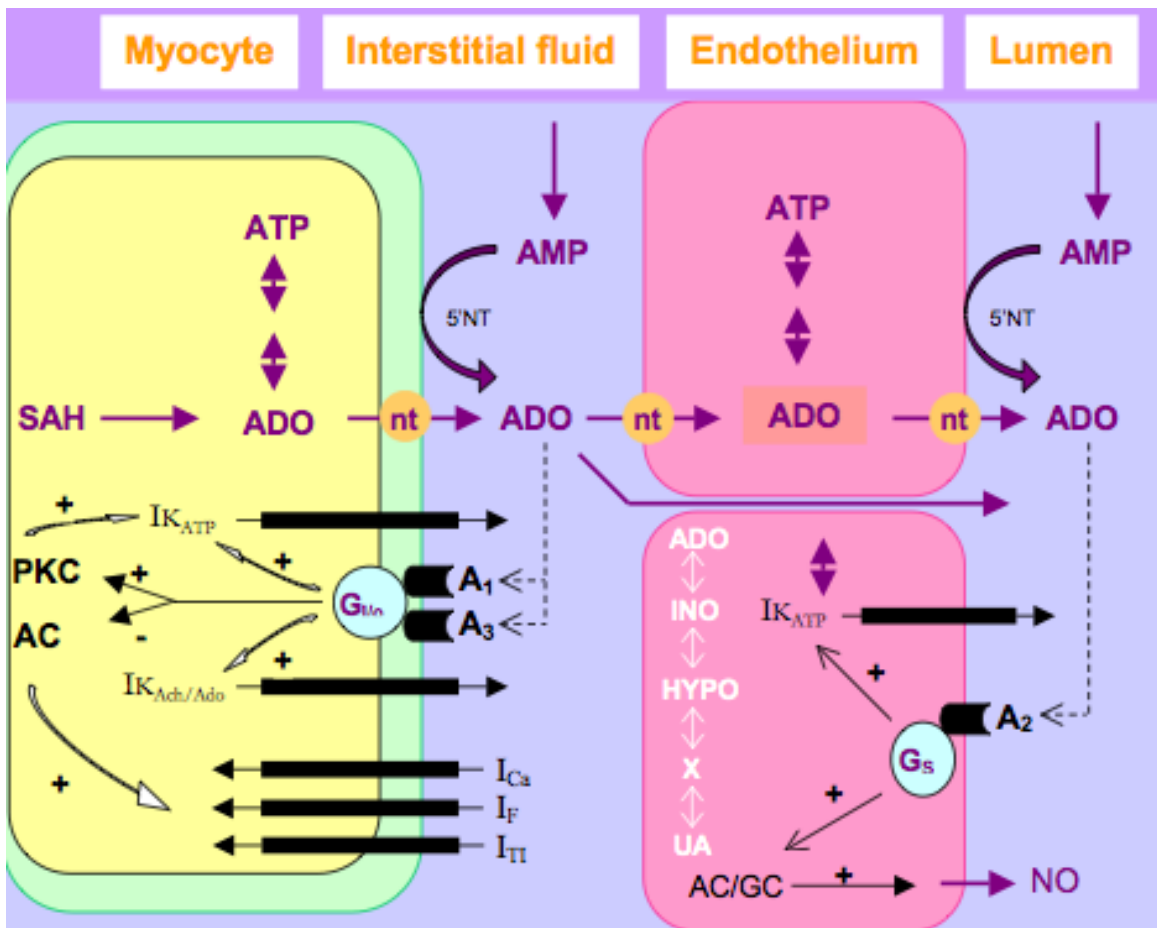 Myocyte Interstitial fluid Endothelium Lumen
ATP AMP ATP AMP
5'NT 5'NT
SAH ADO nt ADO nt ADO nt ADO
+ IKATP
PKC + +
AC - +
A1
A3
IKAch/Ado
+
ICa
IF
ITI
ADO
INO IKATP
HYPO +
X A2
GS
+
UA
AC/GC + NO